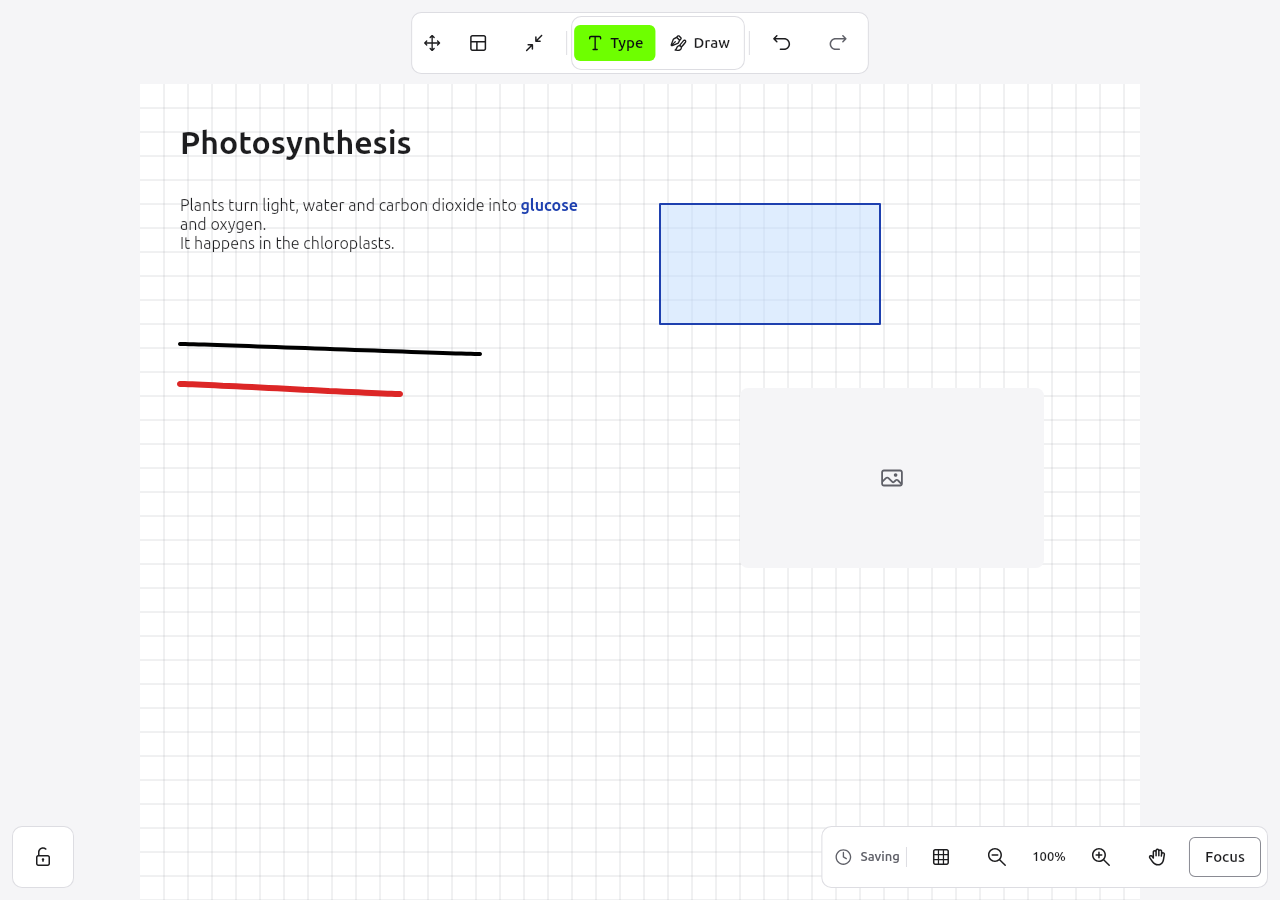 Type
Draw
Photosynthesis
Plants turn light, water and carbon dioxide into glucose
and oxygen.
It happens in the chloroplasts.
Saving
100%
Focus